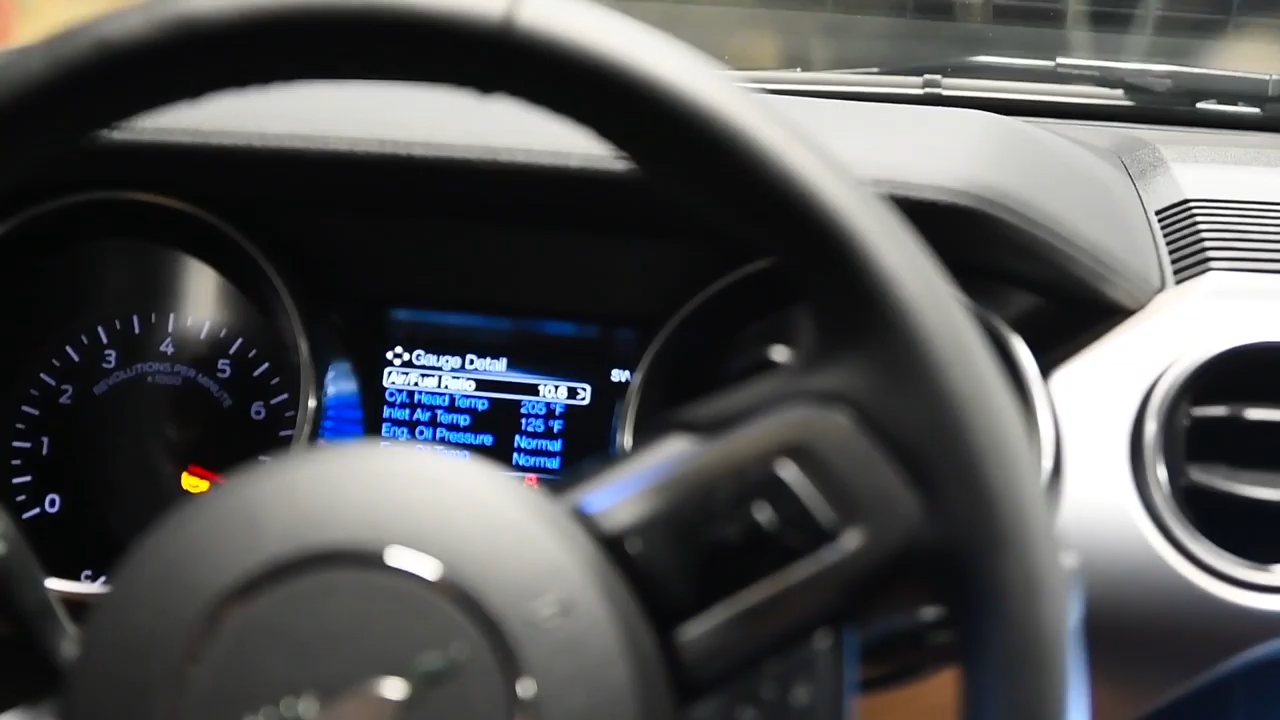 Gauge Detail
Air/Fuel Ratio 10.6 >
Cyl. Head Temp 205 °F
Inlet Air Temp 125 °F
Eng. Oil Pressure Normal
Normal
SW
0 1 2 3 4 5 6
REVOLUTIONS PER MINUTE
x1000